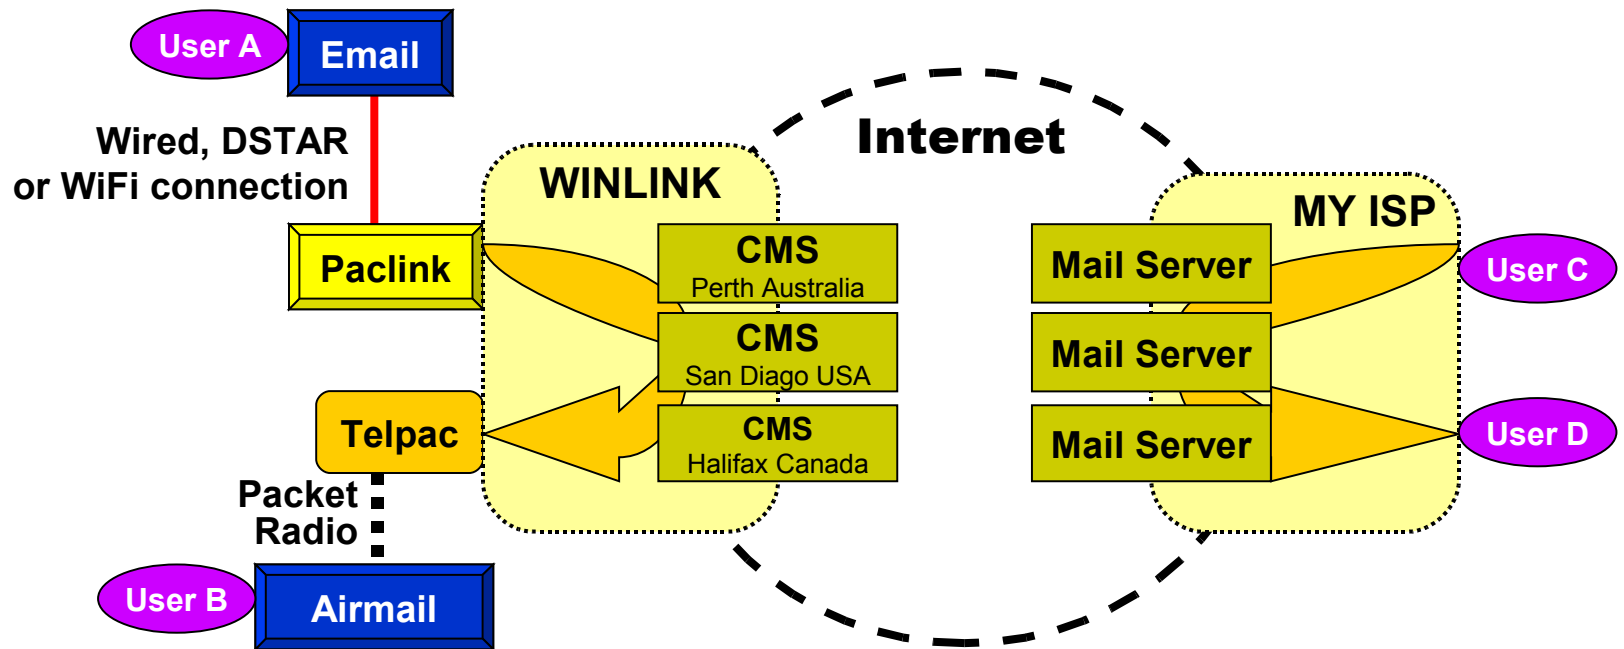 User A
Email
Wired, DSTAR
or WiFi connection
Paclink
WINLINK
CMS
Perth Australia
CMS
San Diago USA
CMS
Halifax Canada
Telpac
Packet
Radio
User B
Airmail
Internet
MY ISP
Mail Server
Mail Server
Mail Server
User C
User D